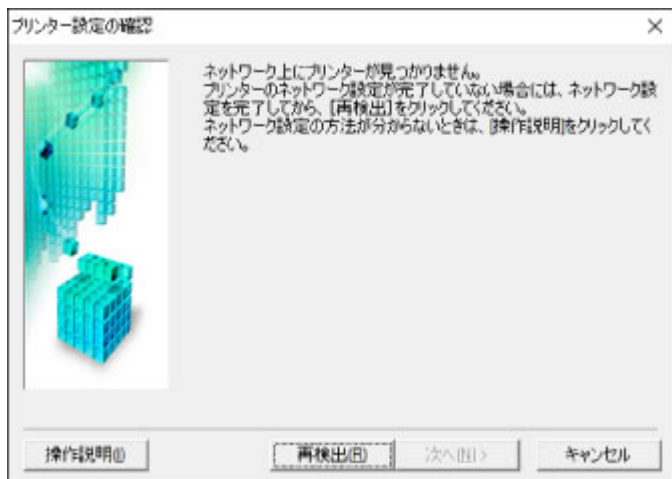 プリンター設定の確認
ネットワーク上にプリンターが見つかりません。
プリンターのネットワーク設定が完了していない場合には、ネットワーク設
定を完了してから、[再検出]をクリックしてください。
ネットワーク設定の方法が分からないときは、[操作説明]をクリックしてく
ださい。
操作説明(I)
再検出(R)
次へ(N) >
キャンセル